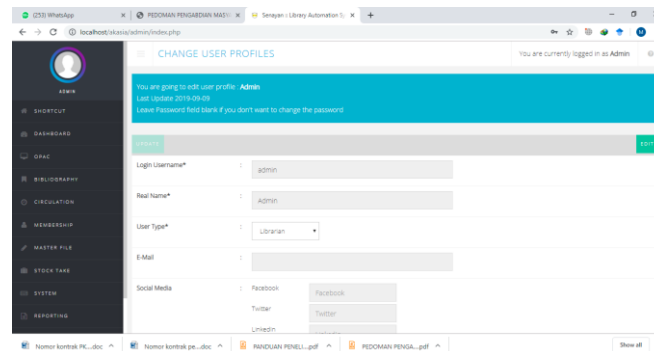 (253) WhatsApp
PEDOMAN PENGABDIAN MASY
Senayan :: Library Automation Sy
localhost/akasia/admin/index.php
CHANGE USER PROFILES
You are currently logged in as Admin
ADMIN
SHORTCUT
DASHBOARD
OPAC
BIBLIOGRAPHY
CIRCULATION
MEMBERSHIP
MASTER FILE
STOCK TAKE
SYSTEM
REPORTING
You are going to edit user profile : Admin
Last Update 2019-09-09
Leave Password field blank if you don't want to change the password
UPDATE
EDIT
Login Username* : admin
Real Name* : Admin
User Type* : Librarian
E-Mail
Social Media : Facebook Facebook
Twitter Twitter
LinkedIn
Nomor kontrak PK....doc
Nomor kontrak pe....doc
PANDUAN PENELI....pdf
PEDOMAN PENGA....pdf
Show all